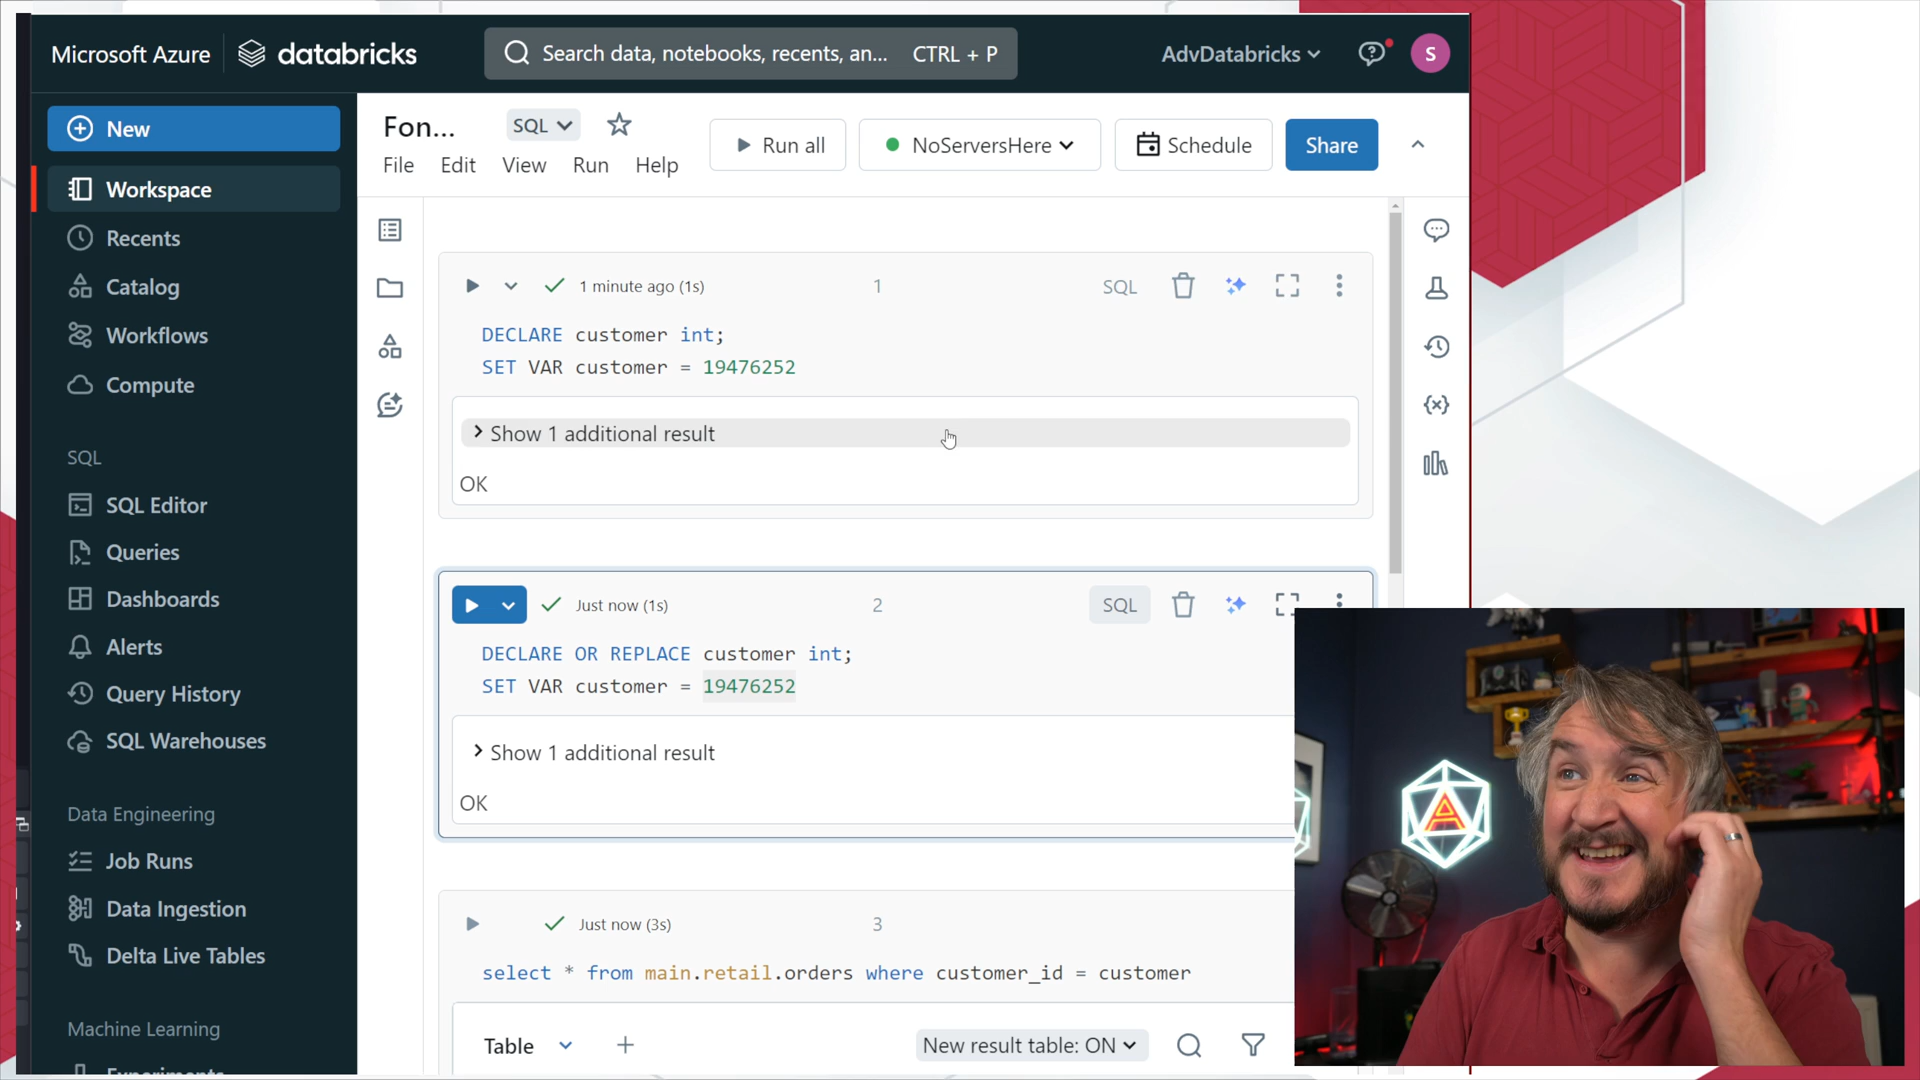 Microsoft Azure
databricks
Search data, notebooks, recents, an... CTRL + P
AdvDatabricks
S
New
Workspace
Recents
Catalog
Workflows
Compute
SQL
SQL Editor
Queries
Dashboards
Alerts
Query History
SQL Warehouses
Data Engineering
Job Runs
Data Ingestion
Delta Live Tables
Machine Learning
Experiments
Fon...
SQL
File Edit View Run Help
Run all
NoServersHere
Schedule
Share
1 minute ago (1s)
1
SQL
DECLARE customer int;
SET VAR customer = 19476252
Show 1 additional result
OK
Just now (1s)
2
SQL
DECLARE OR REPLACE customer int;
SET VAR customer = 19476252
Show 1 additional result
OK
Just now (3s)
3
select * from main.retail.orders where customer_id = customer
Table
New result table: ON
A